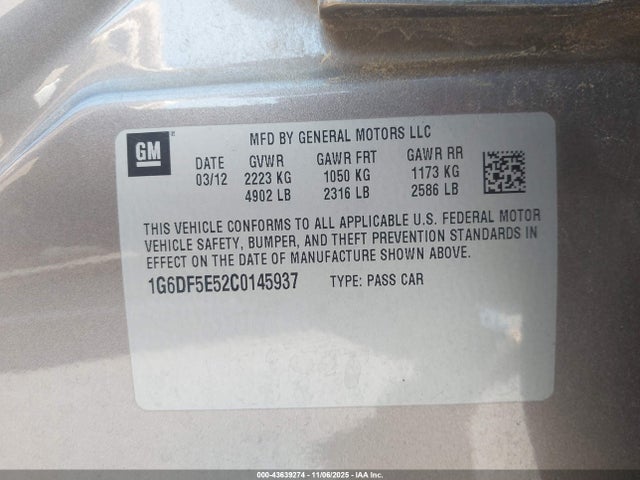 GM
MFD BY GENERAL MOTORS LLC
DATE GVWR GAWR FRT GAWR RR
03/12 2223 KG 1050 KG 1173 KG
4902 LB 2316 LB 2586 LB
THIS VEHICLE CONFORMS TO ALL APPLICABLE U.S. FEDERAL MOTOR
VEHICLE SAFETY, BUMPER, AND THEFT PREVENTION STANDARDS IN
EFFECT ON THE DATE OF MANUFACTURE SHOWN ABOVE.
1G6DF5E52C0145937 TYPE: PASS CAR
000-43639274 - 11/06/2025 - IAA Inc.